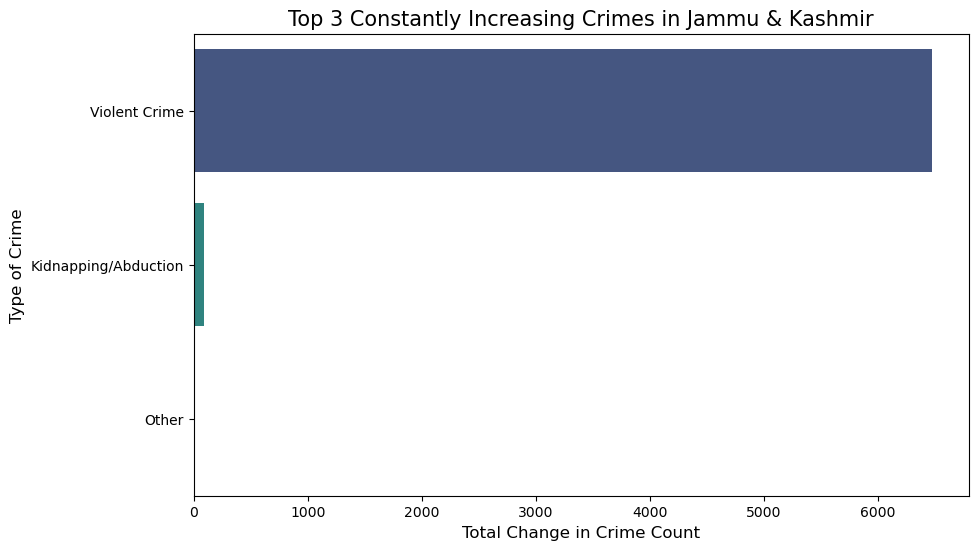 Top 3 Constantly Increasing Crimes in Jammu & Kashmir
Type of Crime
Violent Crime
Kidnapping/Abduction
Other
0 1000 2000 3000 4000 5000 6000
Total Change in Crime Count